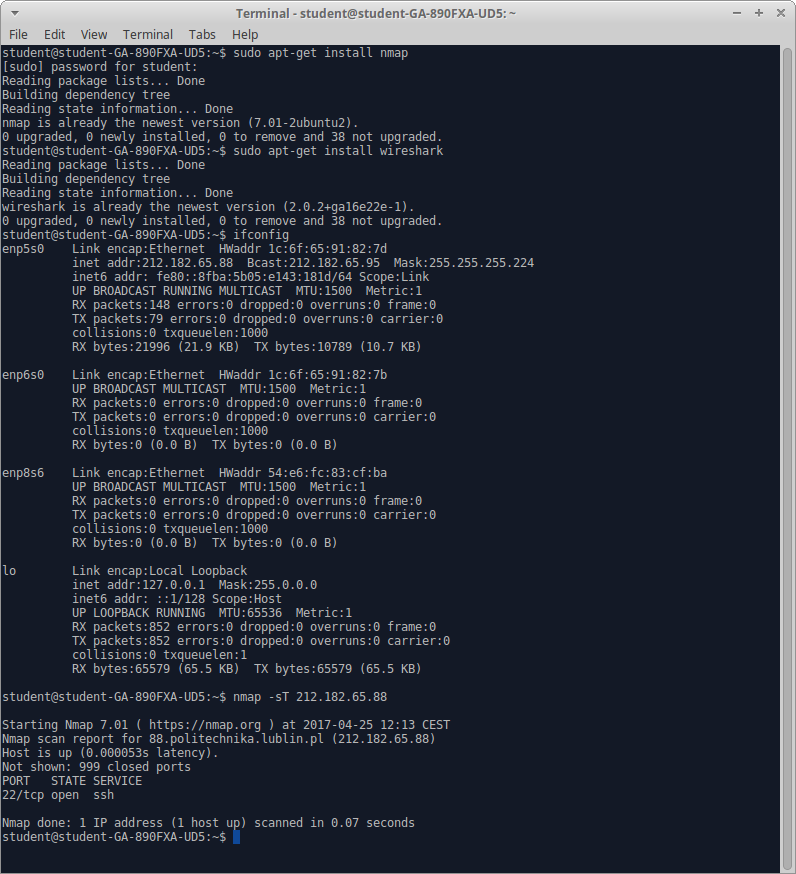 Terminal - student@student-GA-890FXA-UD5: ~
File Edit View Terminal Tabs Help
student@student-GA-890FXA-UD5:~$ sudo apt-get install nmap
[sudo] password for student:
Reading package lists... Done
Building dependency tree
Reading state information... Done
nmap is already the newest version (7.01-2ubuntu2).
0 upgraded, 0 newly installed, 0 to remove and 38 not upgraded.
student@student-GA-890FXA-UD5:~$ sudo apt-get install wireshark
Reading package lists... Done
Building dependency tree
Reading state information... Done
wireshark is already the newest version (2.0.2+ga16e22e-1).
0 upgraded, 0 newly installed, 0 to remove and 38 not upgraded.
student@student-GA-890FXA-UD5:~$ ifconfig
enp5s0    Link encap:Ethernet  HWaddr 1c:6f:65:91:82:7d
          inet addr:212.182.65.88  Bcast:212.182.65.95  Mask:255.255.255.224
          inet6 addr: fe80::8fba:5b05:e143:181d/64 Scope:Link
          UP BROADCAST RUNNING MULTICAST  MTU:1500  Metric:1
          RX packets:148 errors:0 dropped:0 overruns:0 frame:0
          TX packets:79 errors:0 dropped:0 overruns:0 carrier:0
          collisions:0 txqueuelen:1000
          RX bytes:21996 (21.9 KB)  TX bytes:10789 (10.7 KB)
enp6s0    Link encap:Ethernet  HWaddr 1c:6f:65:91:82:7b
          UP BROADCAST MULTICAST  MTU:1500  Metric:1
          RX packets:0 errors:0 dropped:0 overruns:0 frame:0
          TX packets:0 errors:0 dropped:0 overruns:0 carrier:0
          collisions:0 txqueuelen:1000
          RX bytes:0 (0.0 B)  TX bytes:0 (0.0 B)
enp8s6    Link encap:Ethernet  HWaddr 54:e6:fc:83:cf:ba
          UP BROADCAST MULTICAST  MTU:1500  Metric:1
          RX packets:0 errors:0 dropped:0 overruns:0 frame:0
          TX packets:0 errors:0 dropped:0 overruns:0 carrier:0
          collisions:0 txqueuelen:1000
          RX bytes:0 (0.0 B)  TX bytes:0 (0.0 B)
lo        Link encap:Local Loopback
          inet addr:127.0.0.1  Mask:255.0.0.0
          inet6 addr: ::1/128 Scope:Host
          UP LOOPBACK RUNNING  MTU:65536  Metric:1
          RX packets:852 errors:0 dropped:0 overruns:0 frame:0
          TX packets:852 errors:0 dropped:0 overruns:0 carrier:0
          collisions:0 txqueuelen:1
          RX bytes:65579 (65.5 KB)  TX bytes:65579 (65.5 KB)
student@student-GA-890FXA-UD5:~$ nmap -sT 212.182.65.88
Starting Nmap 7.01 ( https://nmap.org ) at 2017-04-25 12:13 CEST
Nmap scan report for 88.politechnika.lublin.pl (212.182.65.88)
Host is up (0.000053s latency).
Not shown: 999 closed ports
PORT   STATE SERVICE
22/tcp open  ssh
Nmap done: 1 IP address (1 host up) scanned in 0.07 seconds
student@student-GA-890FXA-UD5:~$